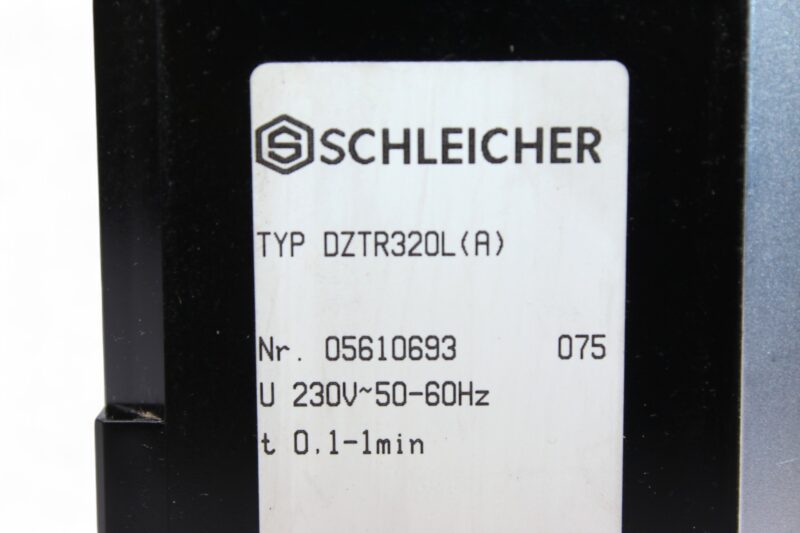 SCHLEICHER
TYP DZTR320L(A)
Nr. 05610693 075
U 230V~50-60Hz
t 0.1-1min